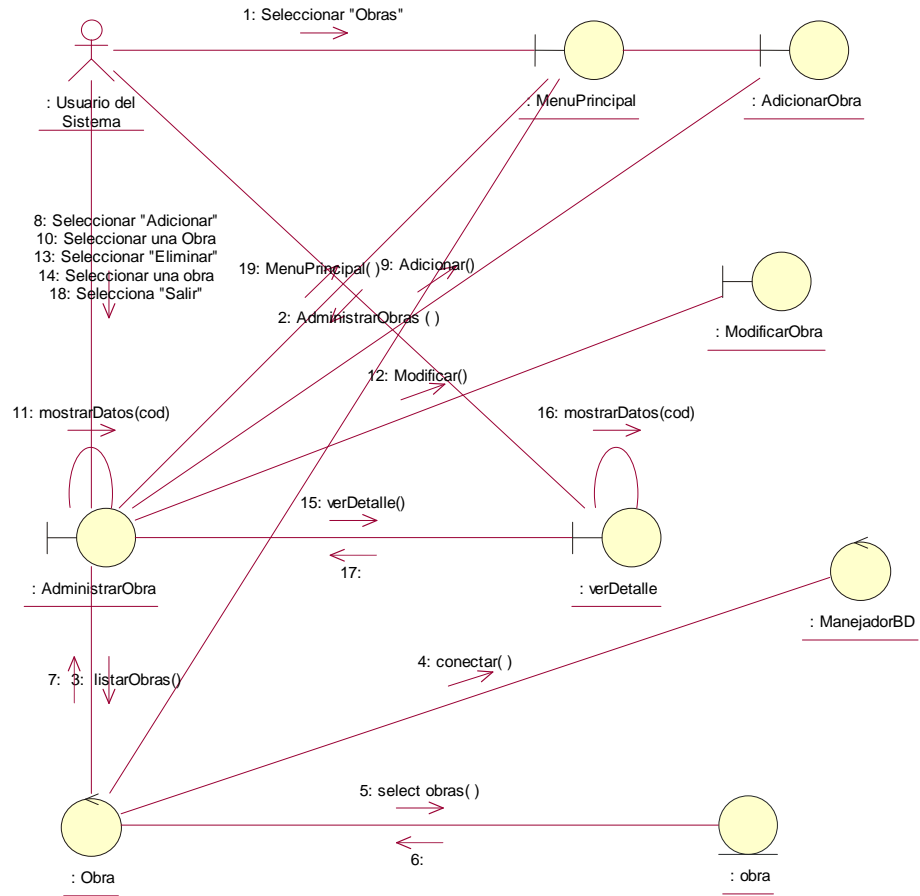 1: Seleccionar "Obras"
: Usuario del
Sistema
: MenuPrincipal
: AdicionarObra
8: Seleccionar "Adicionar"
10: Seleccionar una Obra
13: Seleccionar "Eliminar"
14: Seleccionar una obra
18: Selecciona "Salir"
19: MenuPrincipal( )
9: Adicionar()
2: AdministrarObras ( )
: ModificarObra
12: Modificar()
11: mostrarDatos(cod)
16: mostrarDatos(cod)
15: verDetalle()
17:
: AdministrarObra
: verDetalle
: ManejadorBD
4: conectar( )
7:
3: listarObras()
5: select obras( )
6:
: Obra
: obra